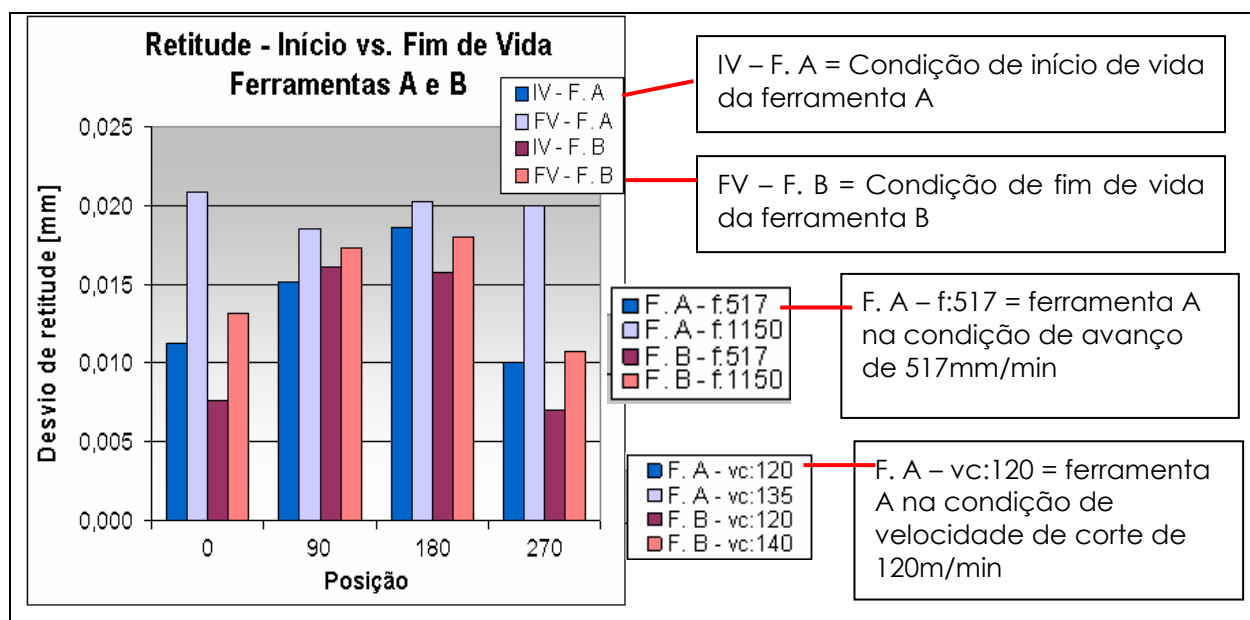 Retitude - Início vs. Fim de Vida
Ferramentas A e B
IV - F. A
FV - F. A
IV - F. B
FV - F. B
0,025
0,020
0,015
0,010
0,005
0,000
Desvio de retitude [mm]
0
90
180
270
Posição
IV – F. A = Condição de início de vida
da ferramenta A
FV – F. B = Condição de fim de vida
da ferramenta B
F. A - f:517
F. A - f:1150
F. B - f:517
F. B - f:1150
F. A – f:517 = ferramenta A
na condição de avanço
de 517mm/min
F. A - vc:120
F. A - vc:135
F. B - vc:120
F. B - vc:140
F. A – vc:120 = ferramenta
A na condição de
velocidade de corte de
120m/min